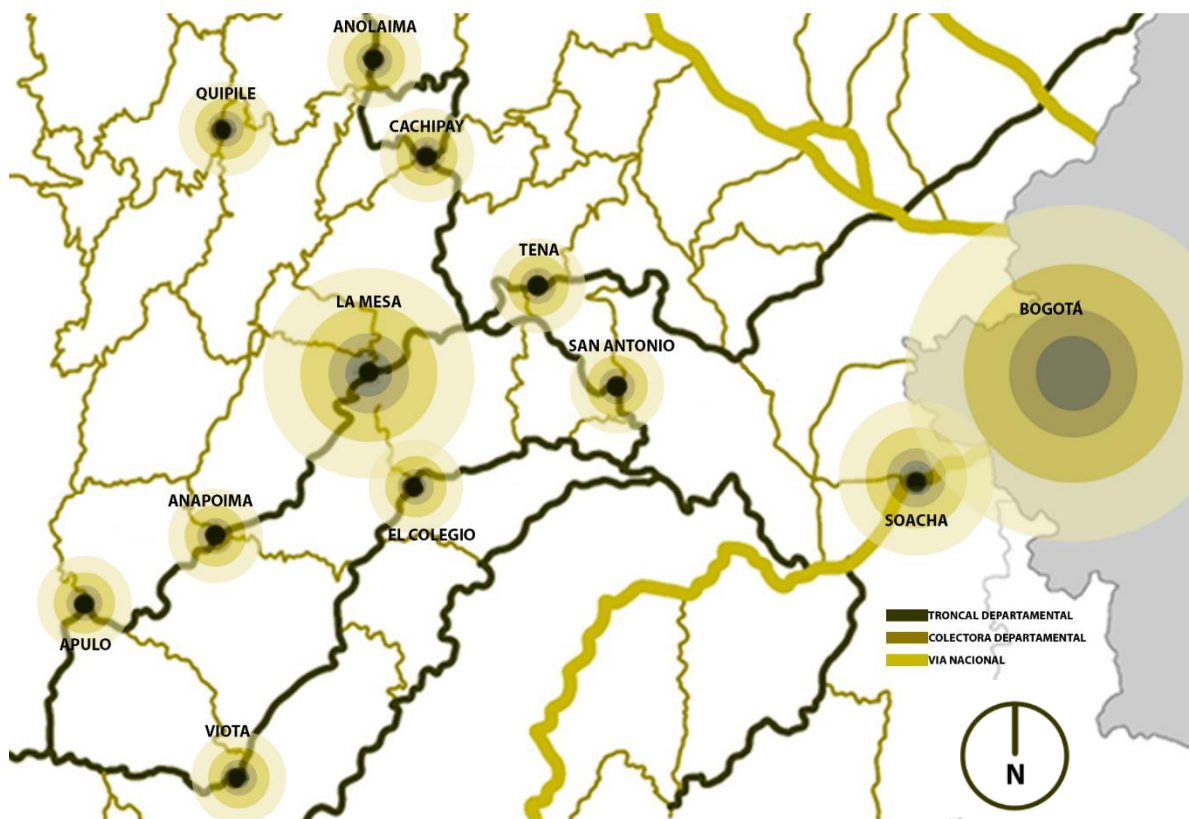 ANOLAIMA
QUIPILE
CACHIPAY
TENA
LA MESA
BOGOTÁ
SAN ANTONIO
ANAPOIMA
EL COLEGIO
SOACHA
TRONCAL DEPARTAMENTAL
COLECTORA DEPARTAMENTAL
APULO
VIA NACIONAL
VIOTA
N